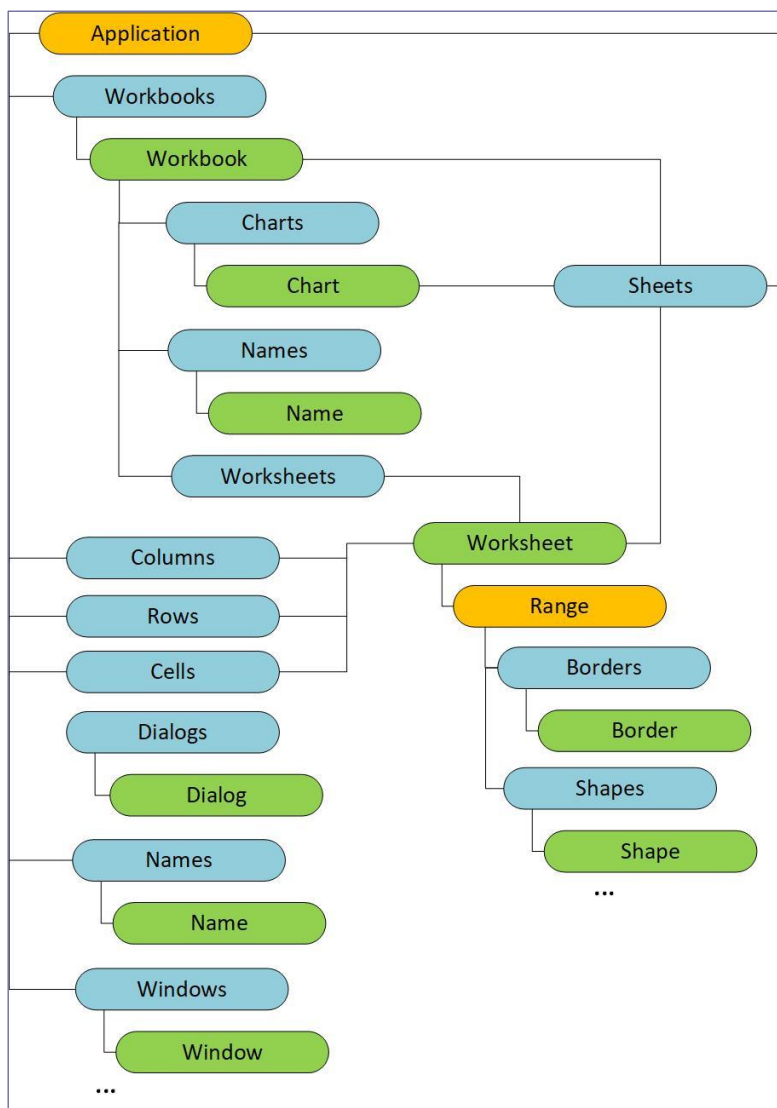 Application
Workbooks
Workbook
Charts
Chart
Sheets
Names
Name
Worksheets
Worksheet
Columns
Range
Rows
Borders
Cells
Border
Dialogs
Shapes
Dialog
Shape
Names
...
Name
Windows
Window
...